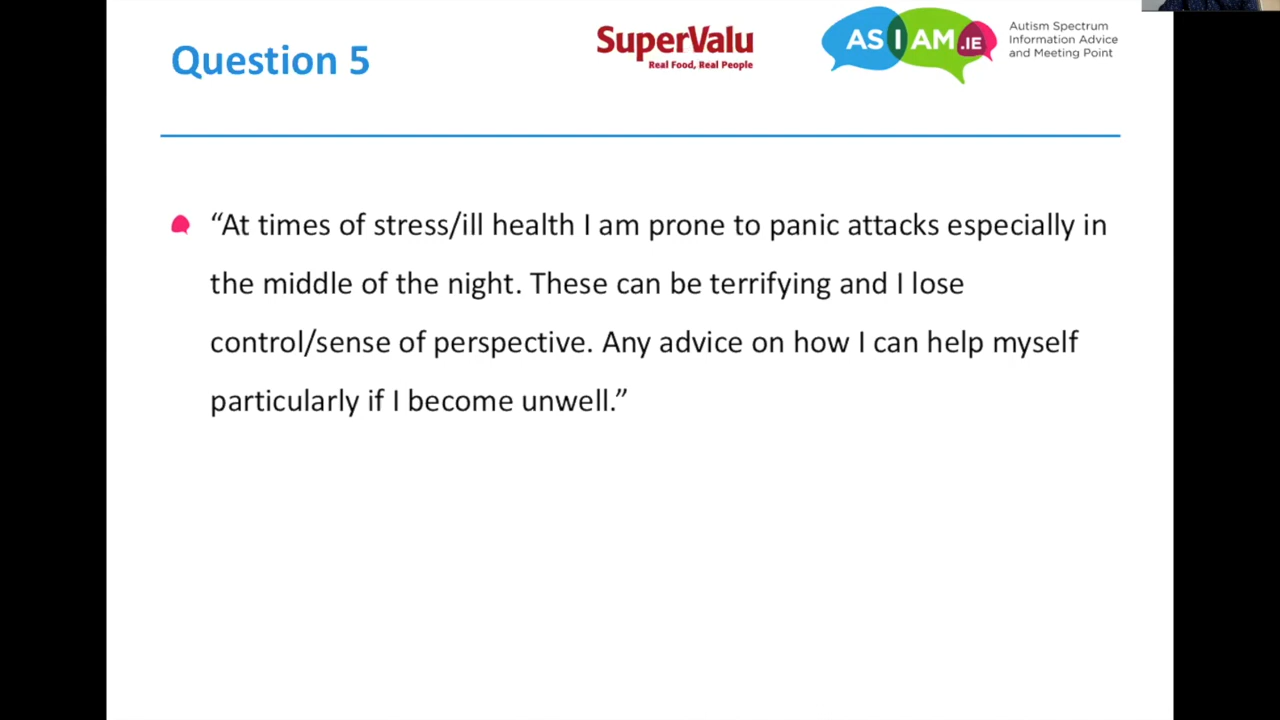 Question 5
SuperValu
Real Food, Real People
AS I AM.IE
Autism Spectrum
Information Advice
and Meeting Point
“At times of stress/ill health I am prone to panic attacks especially in
the middle of the night. These can be terrifying and I lose
control/sense of perspective. Any advice on how I can help myself
particularly if I become unwell.”